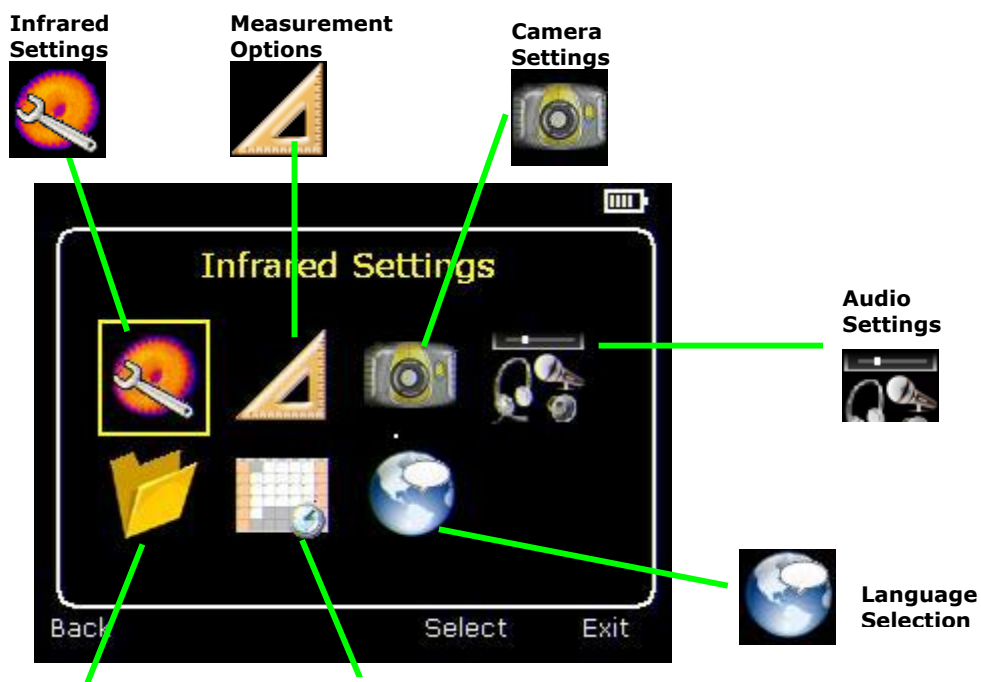 Infrared
Settings
Measurement
Options
Camera
Settings
Infrared Settings
Audio
Settings
Back
Select
Exit
Language
Selection